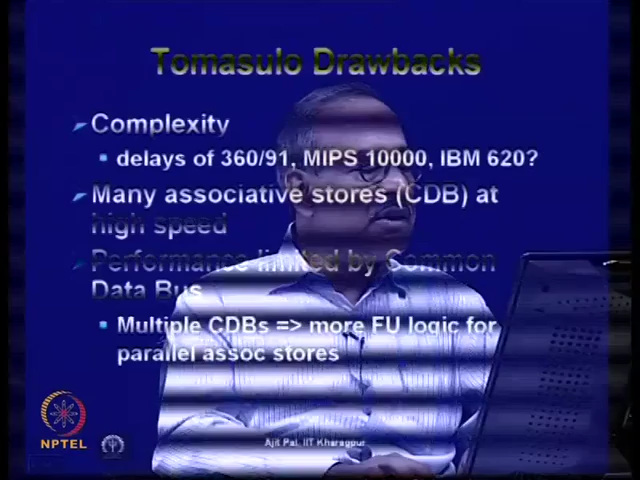 Tomasulo Drawbacks
Complexity
delays of 360/91, MIPS 10000, IBM 620?
Many associative stores (CDB) at
high speed
Performance limited by Common
Data Bus
Multiple CDBs => more FU logic for
parallel assoc stores
NPTEL
Ajit Pal, IIT Kharagpur